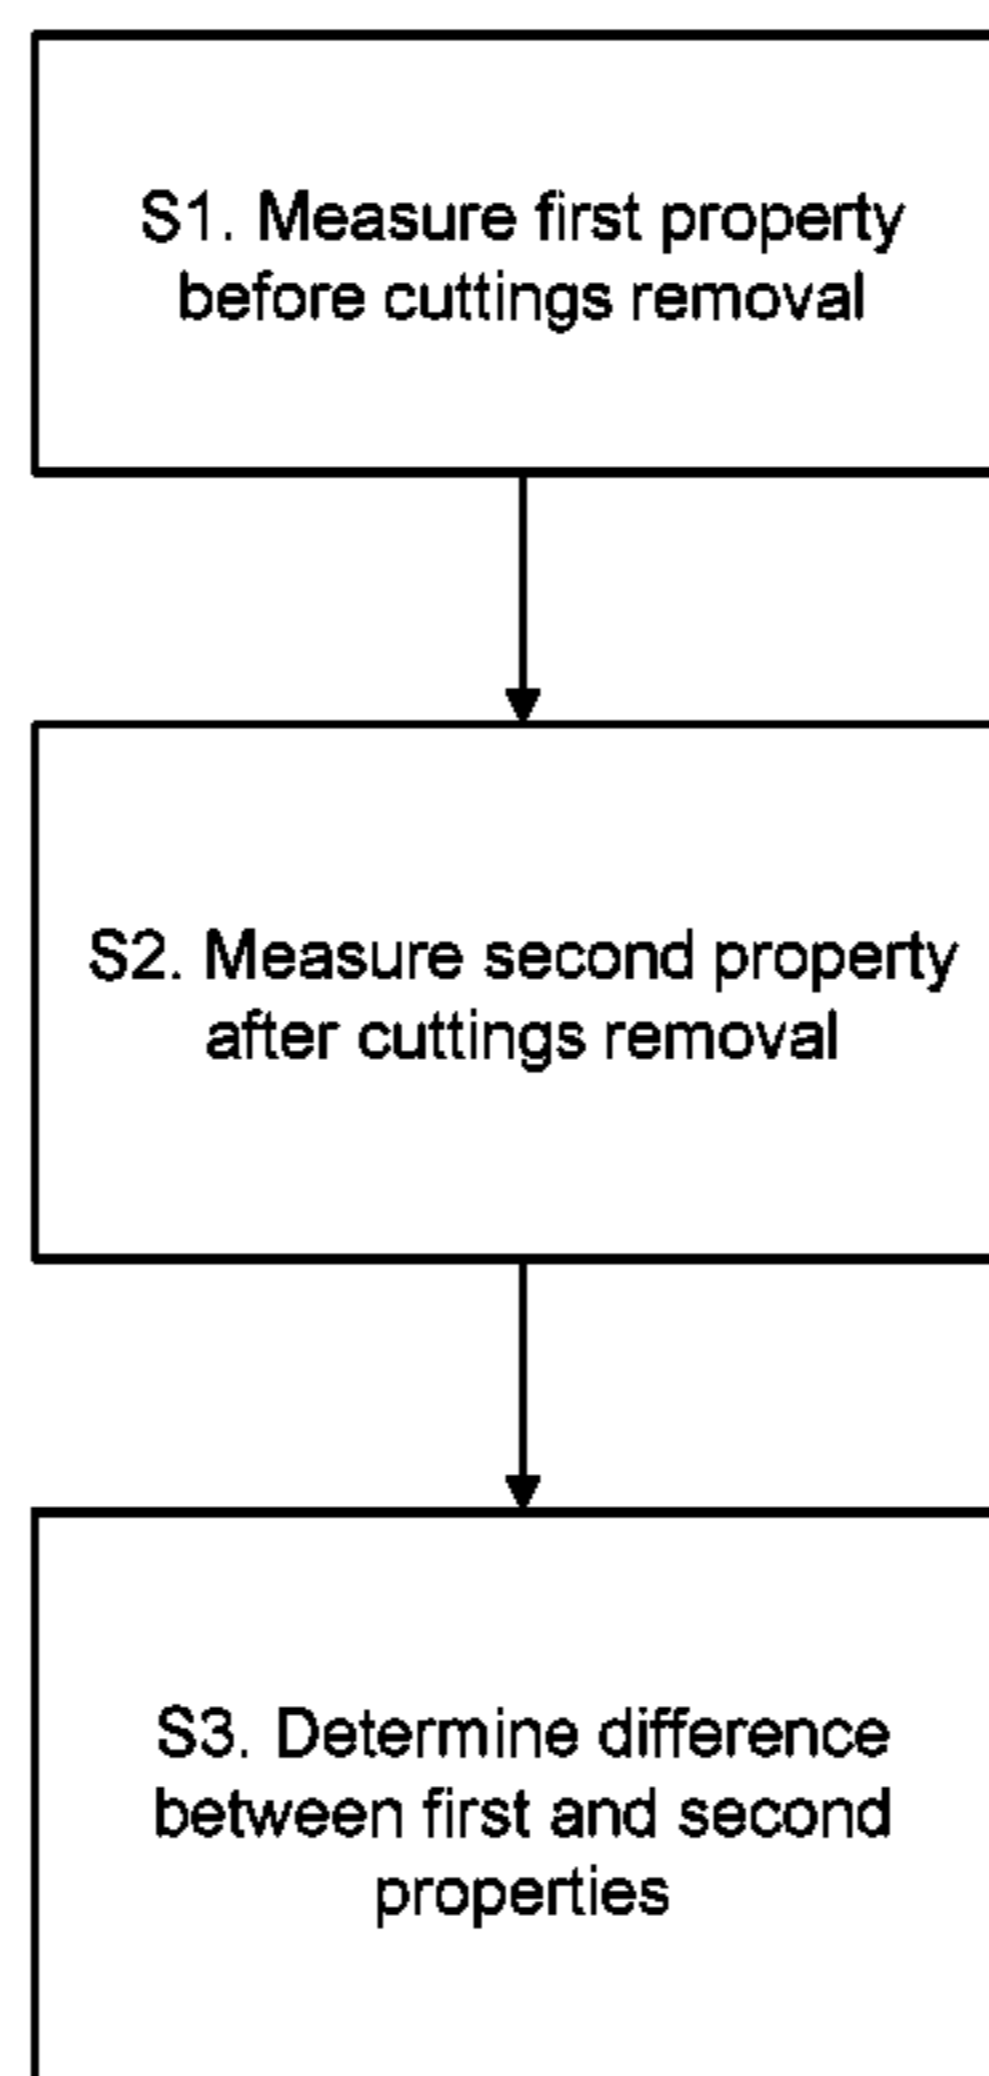 S1. Measure first property
before cuttings removal
S2. Measure second property
after cuttings removal
S3. Determine difference
between first and second
properties